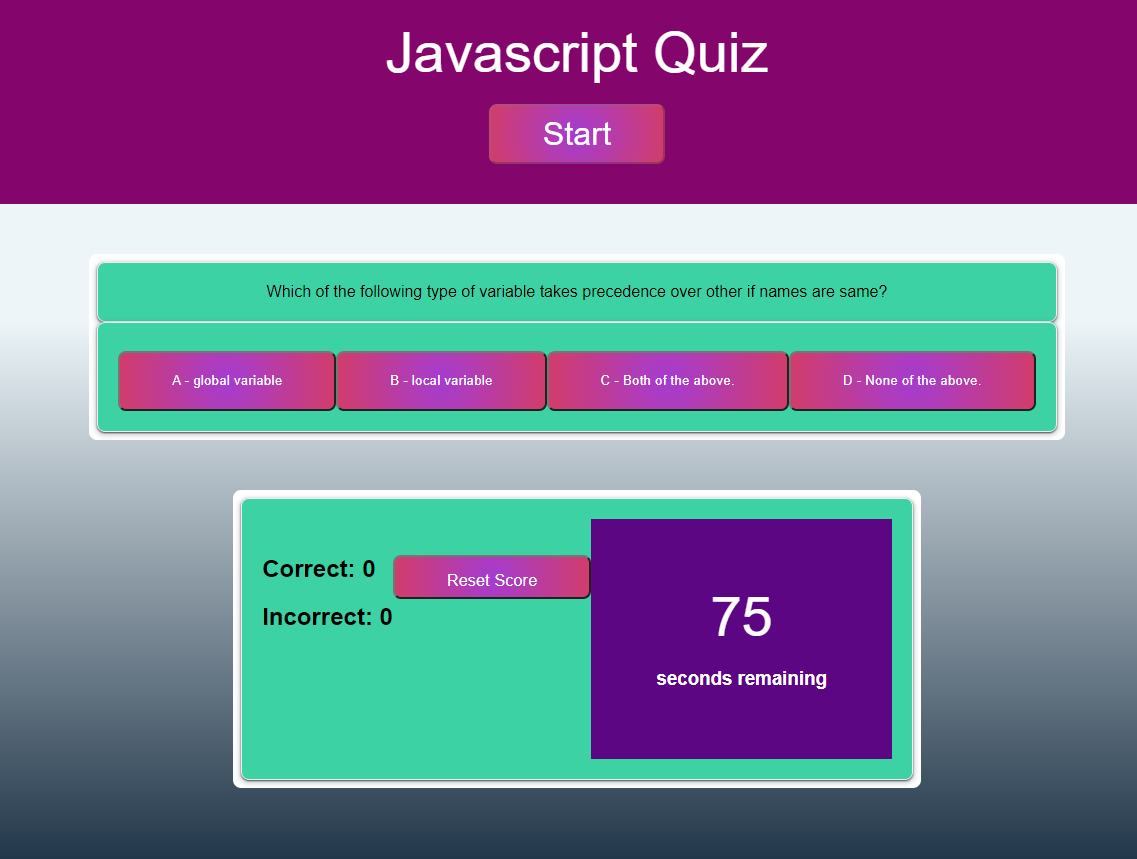 Javascript Quiz
Start
Which of the following type of variable takes precedence over other if names are same?
A - global variable
B - local variable
C - Both of the above.
D - None of the above.
Correct: 0
Reset Score
Incorrect: 0
75
seconds remaining